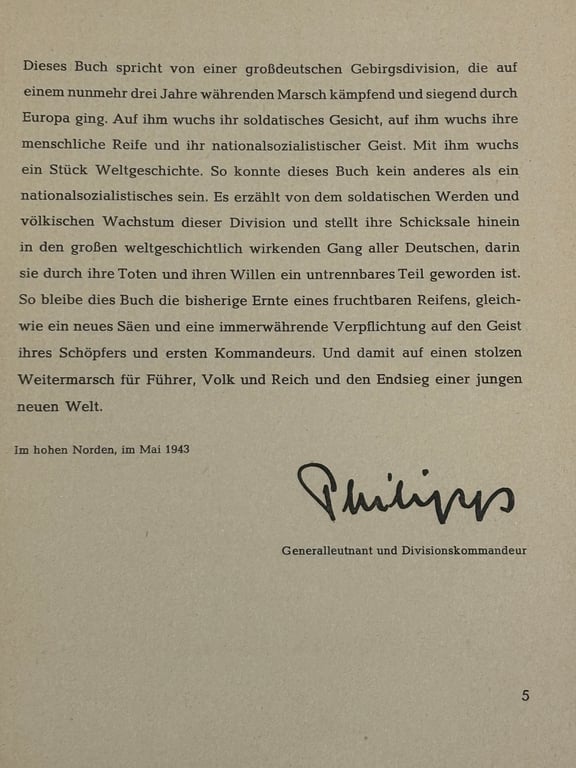 Dieses Buch spricht von einer großdeutschen Gebirgsdivision, die auf
einem nunmehr drei Jahre währenden Marsch kämpfend und siegend durch
Europa ging. Auf ihm wuchs ihr soldatisches Gesicht, auf ihm wuchs ihre
menschliche Reife und ihr nationalsozialistischer Geist. Mit ihm wuchs
ein Stück Weltgeschichte. So konnte dieses Buch kein anderes als ein
nationalsozialistisches sein. Es erzählt von dem soldatischen Werden und
völkischen Wachstum dieser Division und stellt ihre Schicksale hinein
in den großen weltgeschichtlich wirkenden Gang aller Deutschen, darin
sie durch ihre Toten und ihren Willen ein untrennbares Teil geworden ist.
So bleibe dies Buch die bisherige Ernte eines fruchtbaren Reifens, gleich-
wie ein neues Säen und eine immerwährende Verpflichtung auf den Geist
ihres Schöpfers und ersten Kommandeurs. Und damit auf einen stolzen
Weitermarsch für Führer, Volk und Reich und den Endsieg einer jungen
neuen Welt.
Im hohen Norden, im Mai 1943
Philipp
Generalleutnant und Divisionskommandeur
5